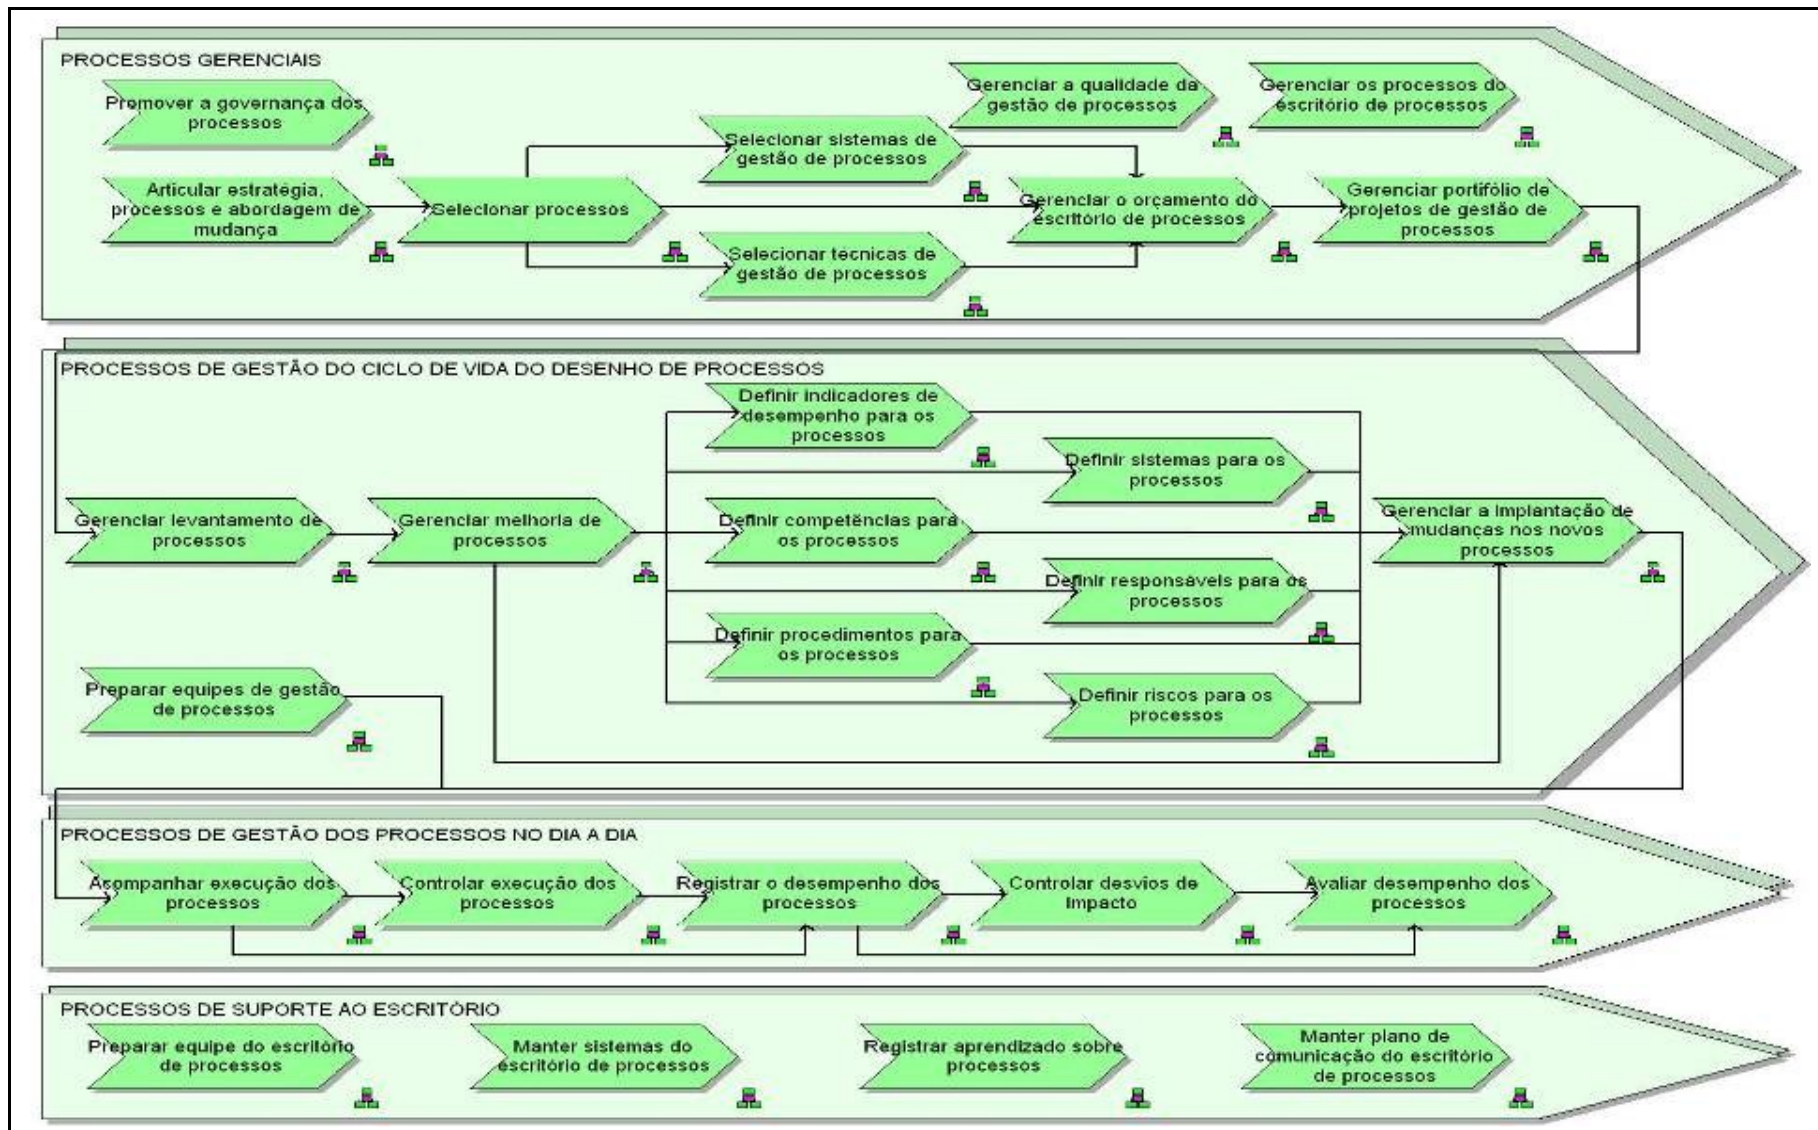 PROCESSOS GERENCIAIS
Promover a governança dos
processos
Gerenciar a qualidade da
gestão de processos
Gerenciar os processos do
escritório de processos
Selecionar sistemas de
gestão de processos
Articular estratégia,
processos e abordagem de
mudança
Selecionar processos
Gerenciar o orçamento do
escritório de processos
Gerenciar portifólio de
projetos de gestão de
processos
Selecionar técnicas de
gestão de processos
PROCESSOS DE GESTÃO DO CICLO DE VIDA DO DESENHO DE PROCESSOS
Definir indicadores de
desempenho para os
processos
Definir sistemas para os
processos
Gerenciar levantamento de
processos
Gerenciar melhoria de
processos
Definir competências para
os processos
Gerenciar a implantação de
mudanças nos novos
processos
Definir responsáveis para os
processos
Definir procedimentos para
os processos
Preparar equipes de gestão
de processos
Definir riscos para os
processos
PROCESSOS DE GESTÃO DOS PROCESSOS NO DIA A DIA
Acompanhar execução dos
processos
Controlar execução dos
processos
Registrar o desempenho dos
processos
Controlar desvios de
impacto
Avaliar desempenho dos
processos
PROCESSOS DE SUPORTE AO ESCRITÓRIO
Preparar equipe do escritório
de processos
Manter sistemas do
escritório de processos
Registrar aprendizado sobre
processos
Manter plano de
comunicação do escritório
de processos